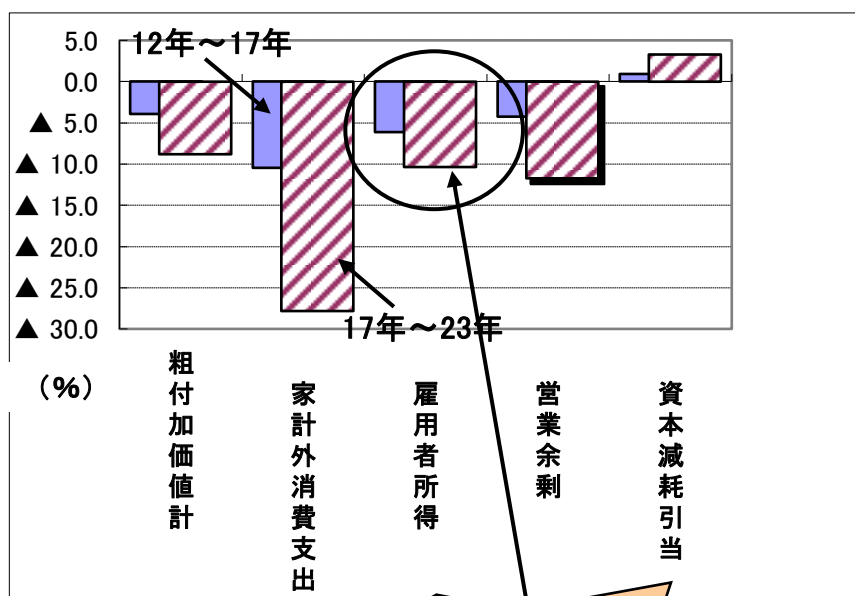 5.0
12年～17年
0.0
▲ 5.0
▲ 10.0
▲ 15.0
▲ 20.0
▲ 25.0
▲ 30.0
17年～23年
（%）
粗付加価値計
家計外消費支出
雇用者所得
営業余剰
資本減耗引当